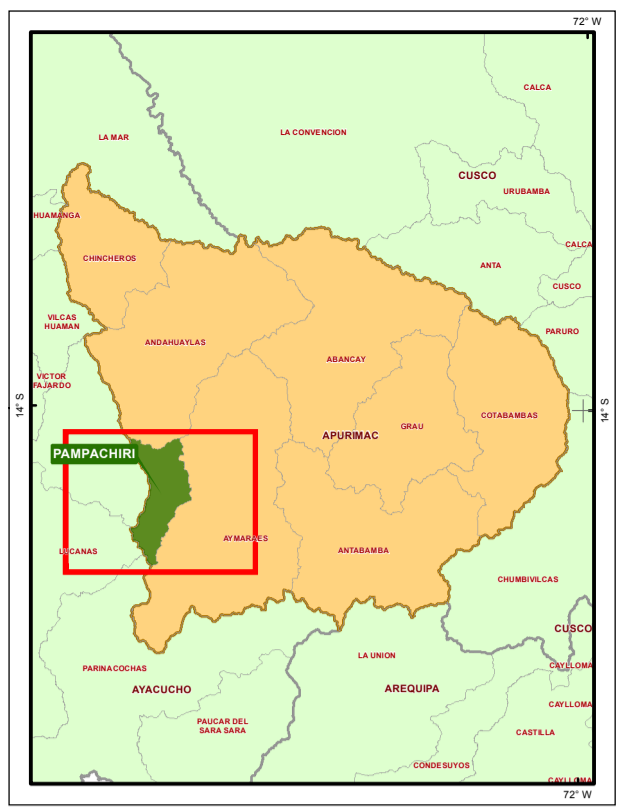 72° W
CALCA
LA CONVENCION
LA MAR
CUSCO
URUBAMBA
HUAMANGA
CALCA
CHINCHEROS
ANTA
CUSCO
VILCAS
HUAMAN
PARURO
ANDAHUAYLAS
ABANCAY
VICTOR
FAJARDO
14° S
14° S
COTABAMBAS
GRAU
APURIMAC
PAMPACHIRI
AYMARAES
LUCANAS
ANTABAMBA
CHUMBIVILCAS
CUSCO
LA UNION
CAYLLOMA
PARINACOCHAS
AYACUCHO
AREQUIPA
CAYLLOMA
PAUCAR DEL
SARA SARA
CASTILLA
CONDESUYOS
CAYLLOMA
72° W